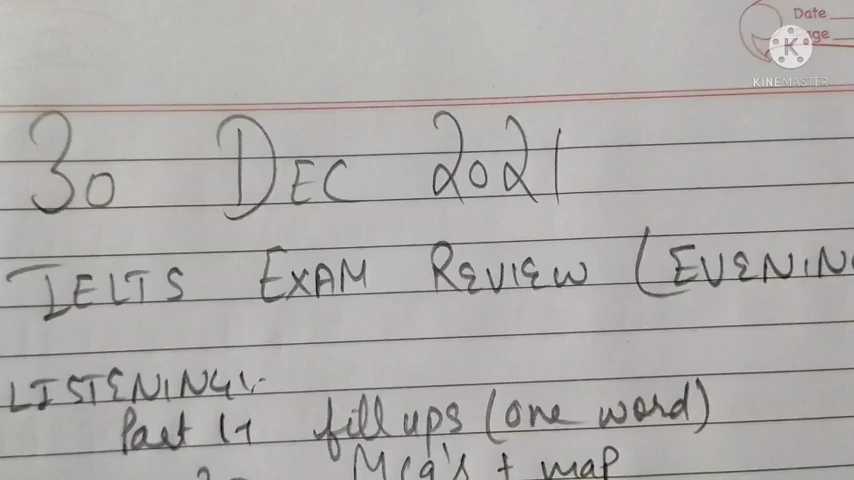 Date
KINEMASTER
30 DEC 2021
IELTS EXAM REVIEW (EVENIN
LISTENING:-
Part 1-) fill ups (one word)
MCQ's + map